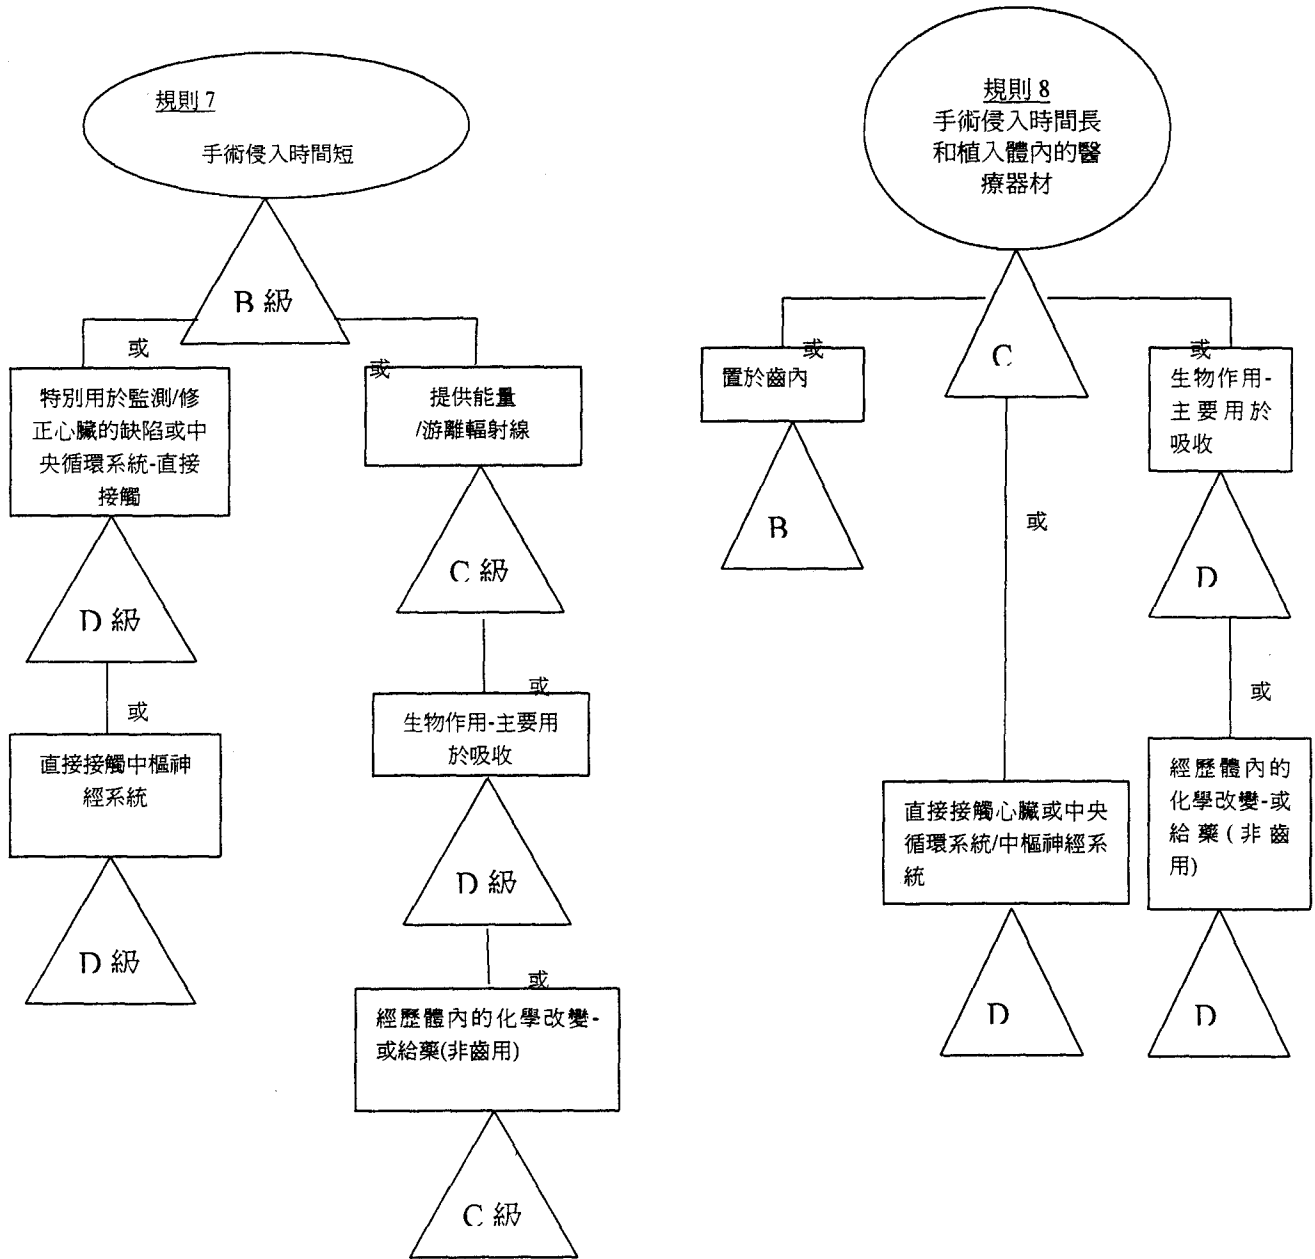 規則 7
手術侵入時間短
B 級
或
或
特別用於監測/修
正心臟的缺陷或中
央循環系統-直接
接觸
提供能量
/游離輻射線
D 級
C 級
或
或
直接接觸中樞神
經系統
生物作用-主要用
於吸收
D 級
D 級
或
經歷體內的化學改變-
或給藥(非齒用)
C 級
規則 8
手術侵入時間長
和植入體內的醫
療器材
C
或
或
置於齒內
生物作用-
主要用於
吸收
B
或
D
或
直接接觸心臟或中央
循環系統/中樞神經系
統
經歷體內的
化學改變-或
給藥(非齒
用)
D
D